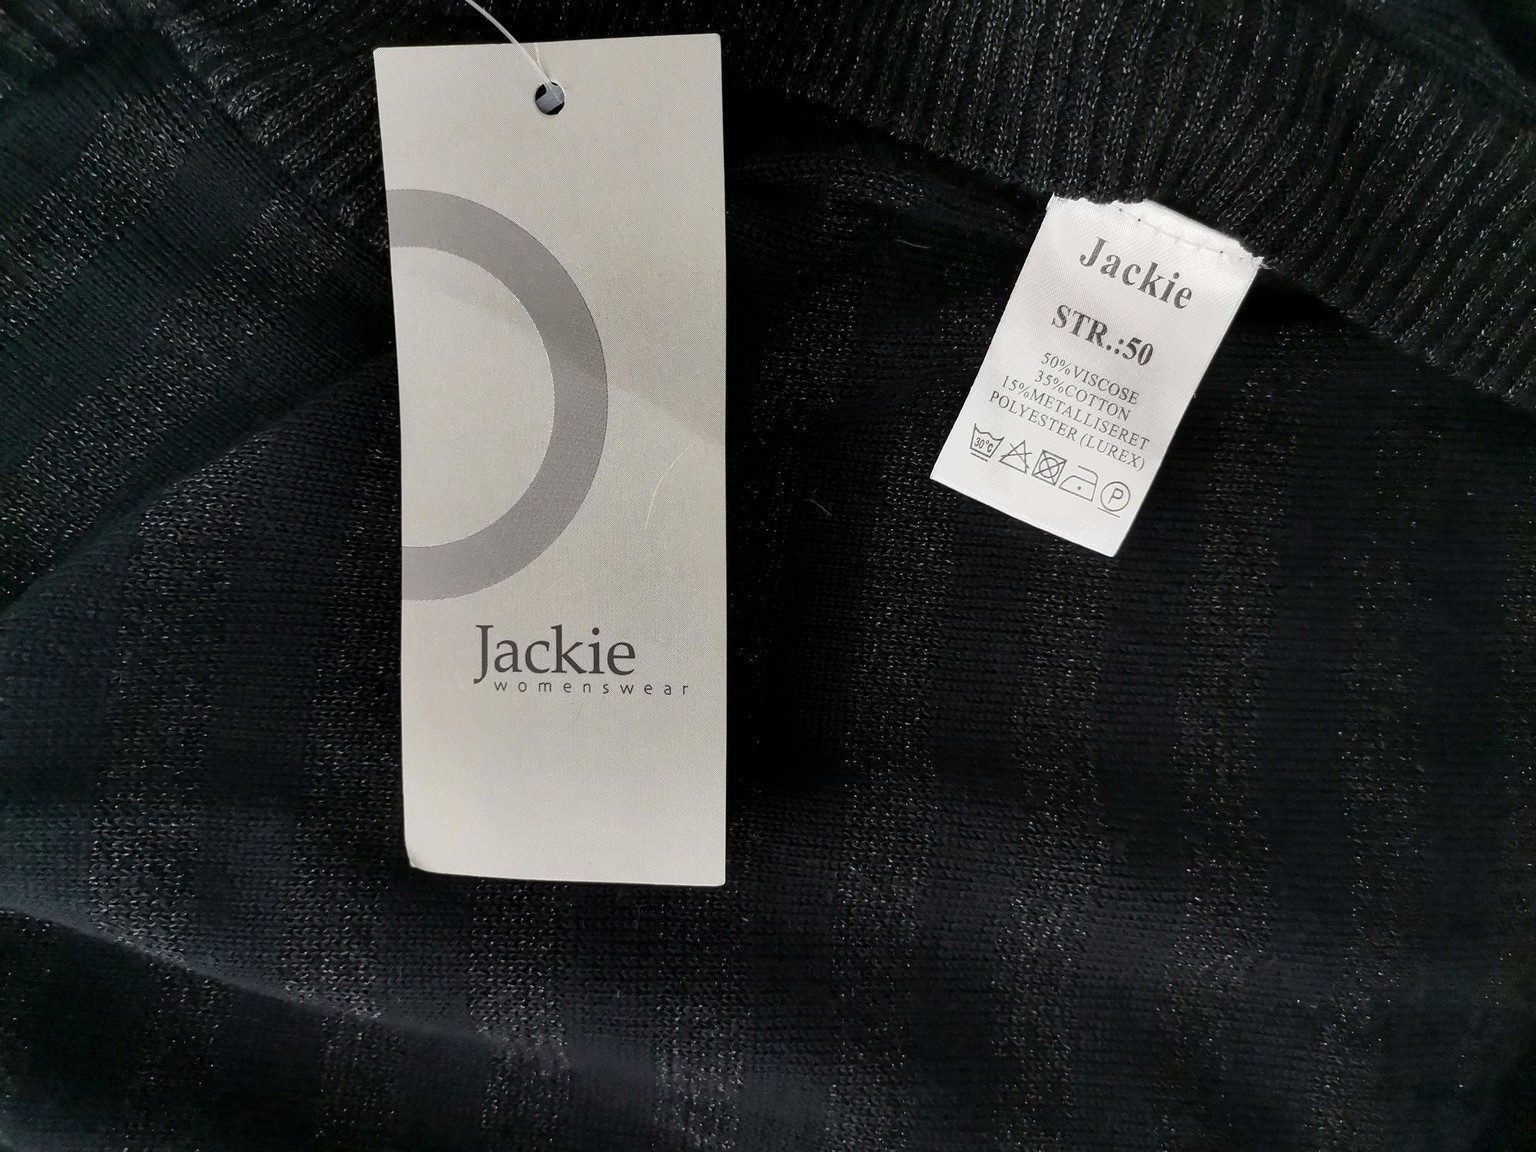 Jackie
womenswear
Jackie
STR.:50
50%VISCOSE
35%COTTON
15%METALLISERET
POLYESTER (LUREX)
30°C
P